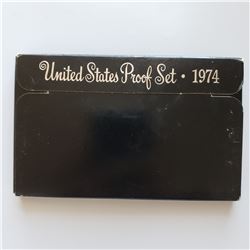 United States Proof Set • 1974